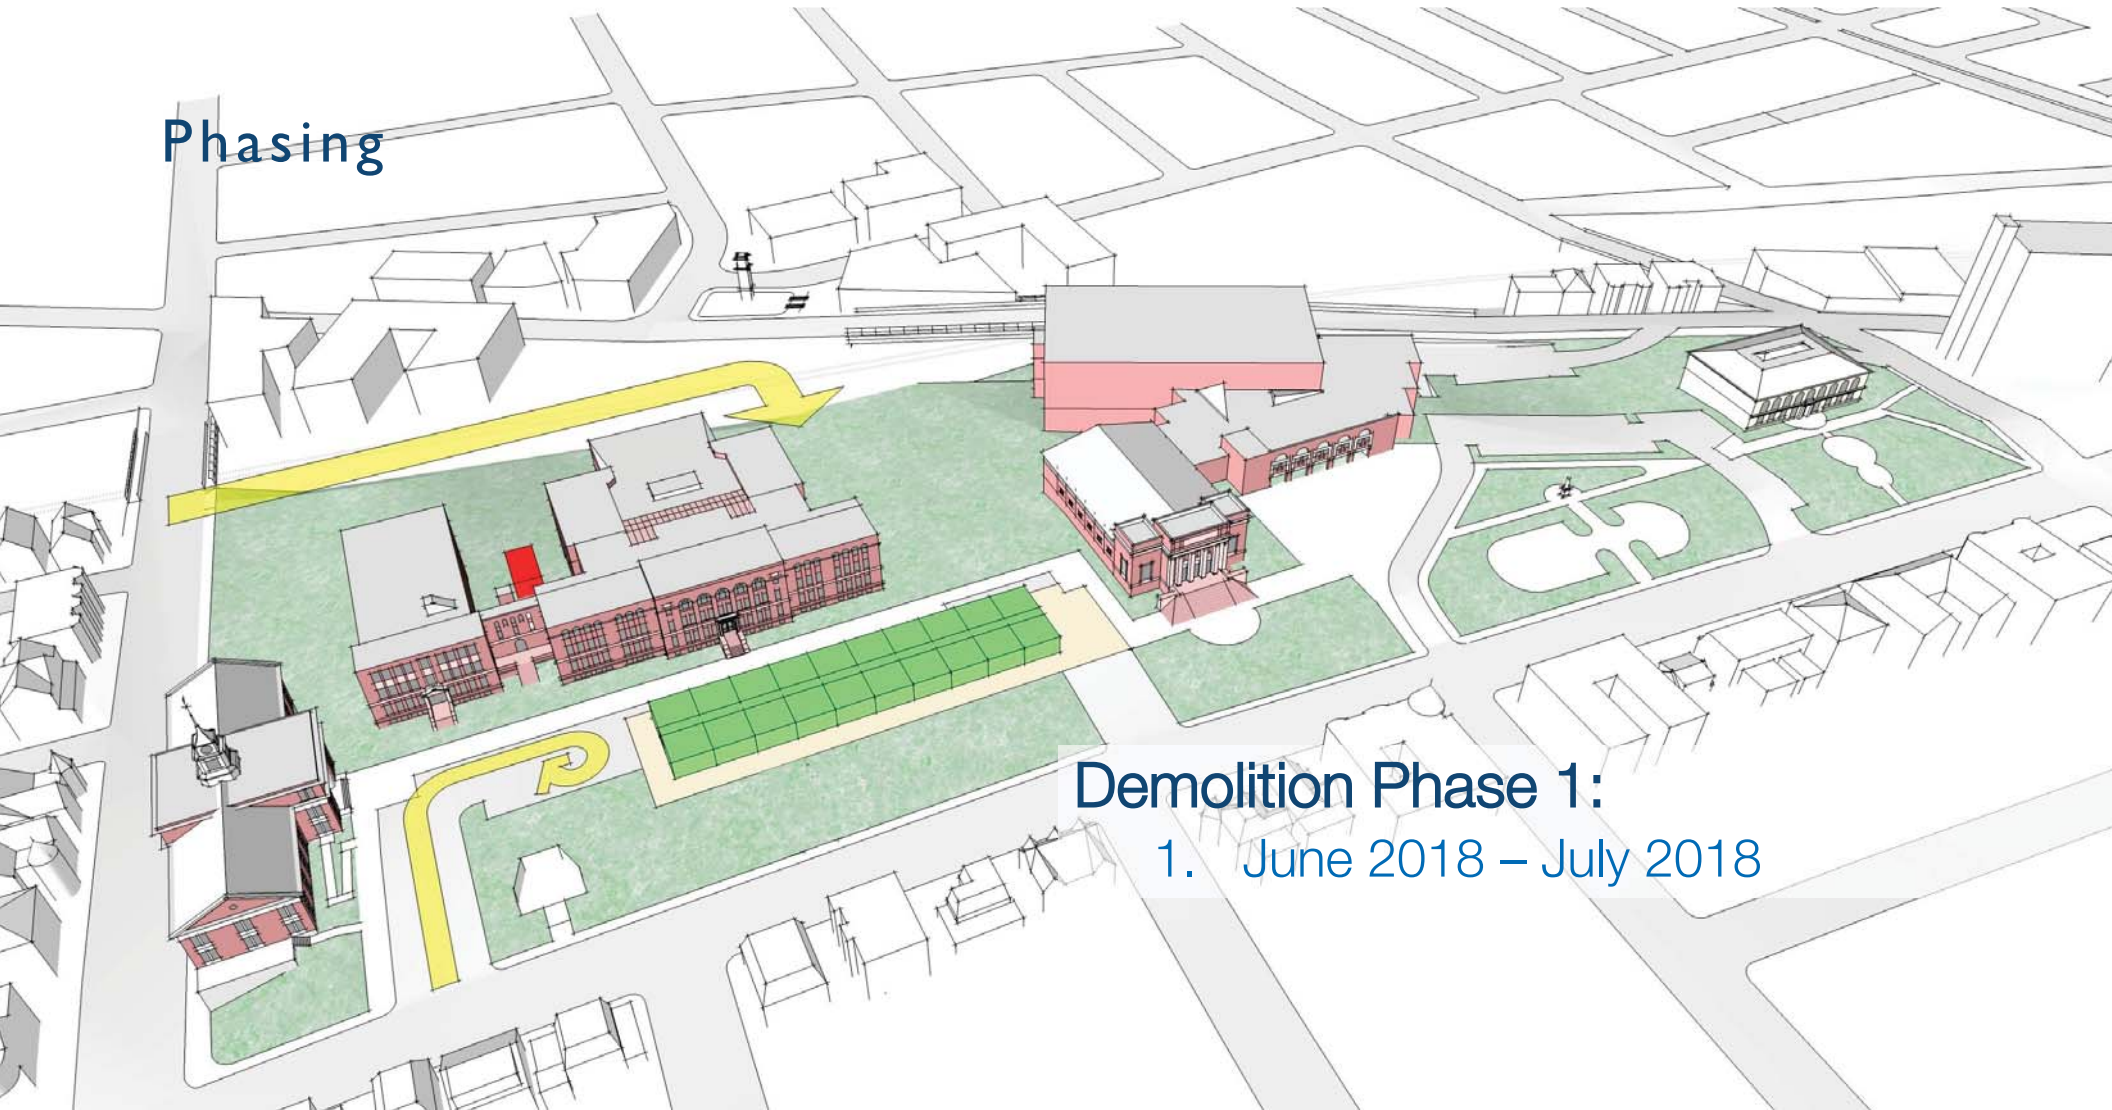 Phasing
Demolition Phase 1:
1. June 2018 – July 2018